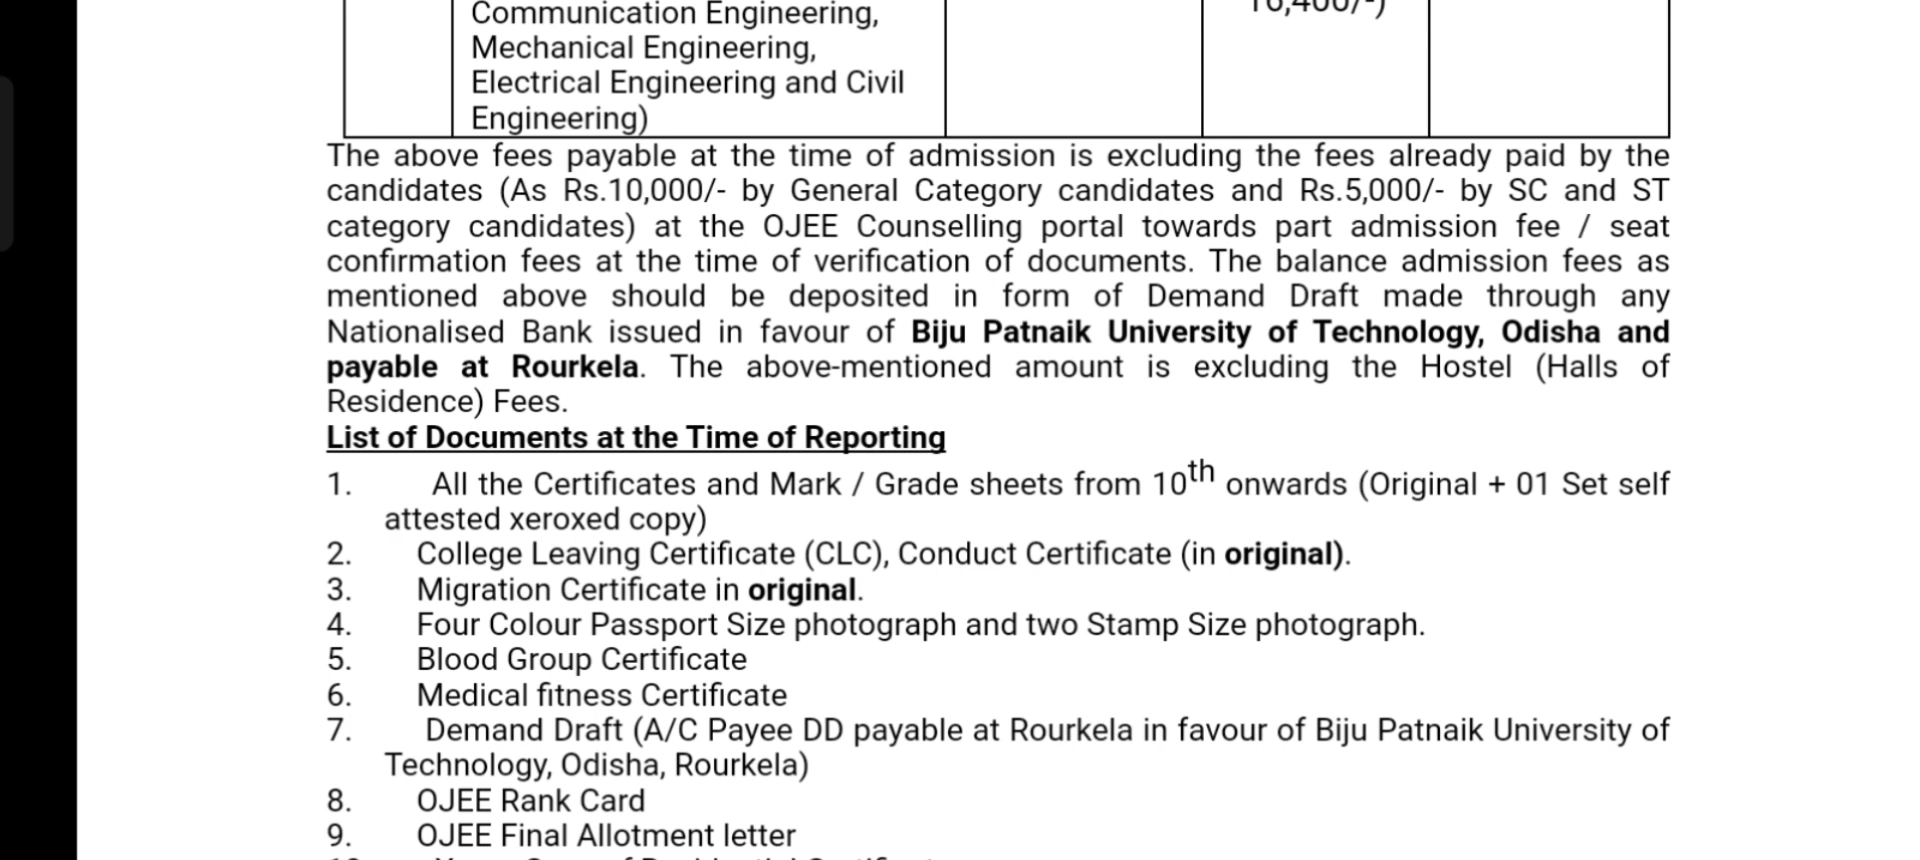 Communication Engineering,
Mechanical Engineering,
Electrical Engineering and Civil
Engineering)
16,400/-)
The above fees payable at the time of admission is excluding the fees already paid by the
candidates (As Rs.10,000/- by General Category candidates and Rs.5,000/- by SC and ST
category candidates) at the OJEE Counselling portal towards part admission fee / seat
confirmation fees at the time of verification of documents. The balance admission fees as
mentioned above should be deposited in form of Demand Draft made through any
Nationalised Bank issued in favour of Biju Patnaik University of Technology, Odisha and
payable at Rourkela. The above-mentioned amount is excluding the Hostel (Halls of
Residence) Fees.
List of Documents at the Time of Reporting
1. All the Certificates and Mark / Grade sheets from 10th onwards (Original + 01 Set self
attested xeroxed copy)
2. College Leaving Certificate (CLC), Conduct Certificate (in original).
3. Migration Certificate in original.
4. Four Colour Passport Size photograph and two Stamp Size photograph.
5. Blood Group Certificate
6. Medical fitness Certificate
7. Demand Draft (A/C Payee DD payable at Rourkela in favour of Biju Patnaik University of
Technology, Odisha, Rourkela)
8. OJEE Rank Card
9. OJEE Final Allotment letter